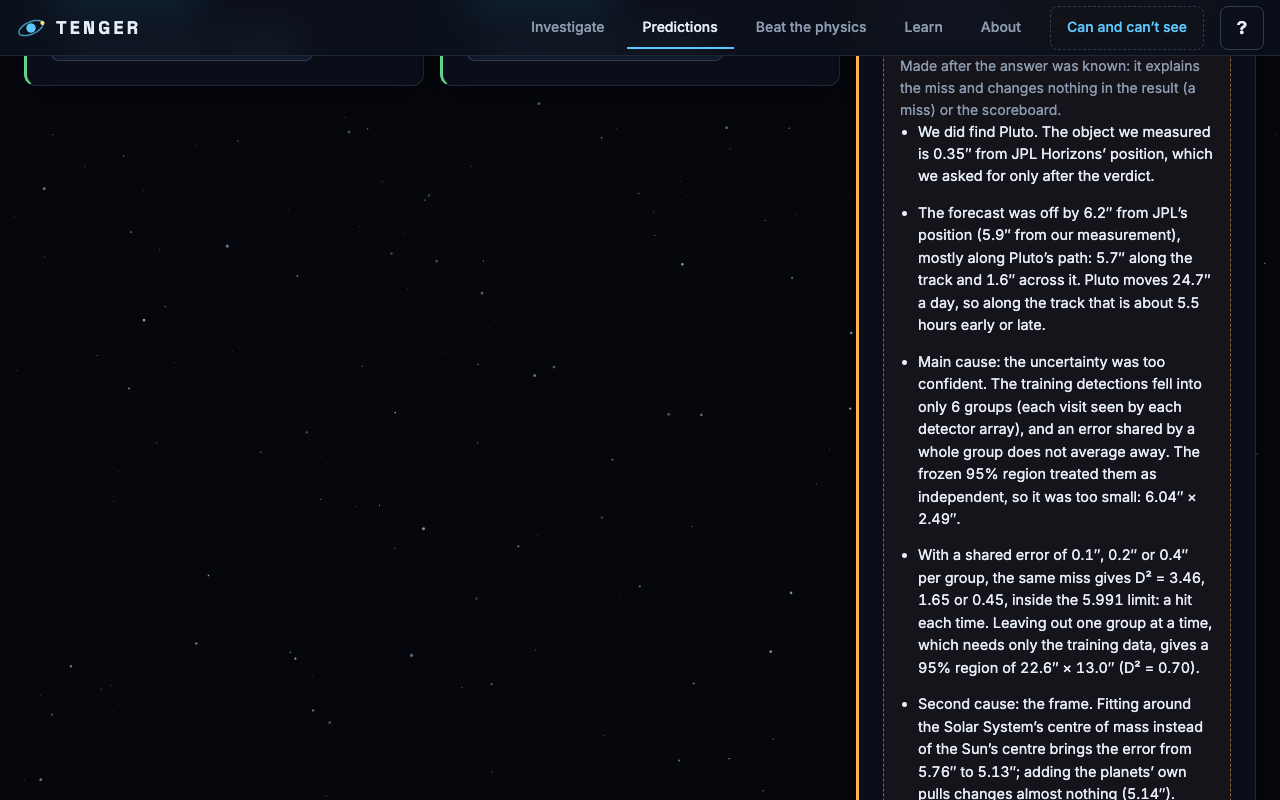 TENGER
Investigate
Predictions
Beat the physics
Learn
About
Can and can't see
?
Made after the answer was known: it explains
the miss and changes nothing in the result (a
miss) or the scoreboard.
• We did find Pluto. The object we measured
is 0.35″ from JPL Horizons’ position, which
we asked for only after the verdict.
• The forecast was off by 6.2″ from JPL’s
position (5.9″ from our measurement),
mostly along Pluto’s path: 5.7″ along the
track and 1.6″ across it. Pluto moves 24.7″
a day, so along the track that is about 5.5
hours early or late.
• Main cause: the uncertainty was too
confident. The training detections fell into
only 6 groups (each visit seen by each
detector array), and an error shared by a
whole group does not average away. The
frozen 95% region treated them as
independent, so it was too small: 6.04″ ×
2.49″.
• With a shared error of 0.1″, 0.2″ or 0.4″
per group, the same miss gives D² = 3.46,
1.65 or 0.45, inside the 5.991 limit: a hit
each time. Leaving out one group at a time,
which needs only the training data, gives a
95% region of 22.6″ × 13.0″ (D² = 0.70).
• Second cause: the frame. Fitting around
the Solar System’s centre of mass instead
of the Sun’s centre brings the error from
5.76″ to 5.13″; adding the planets’ own
pulls changes almost nothing (5.14″).